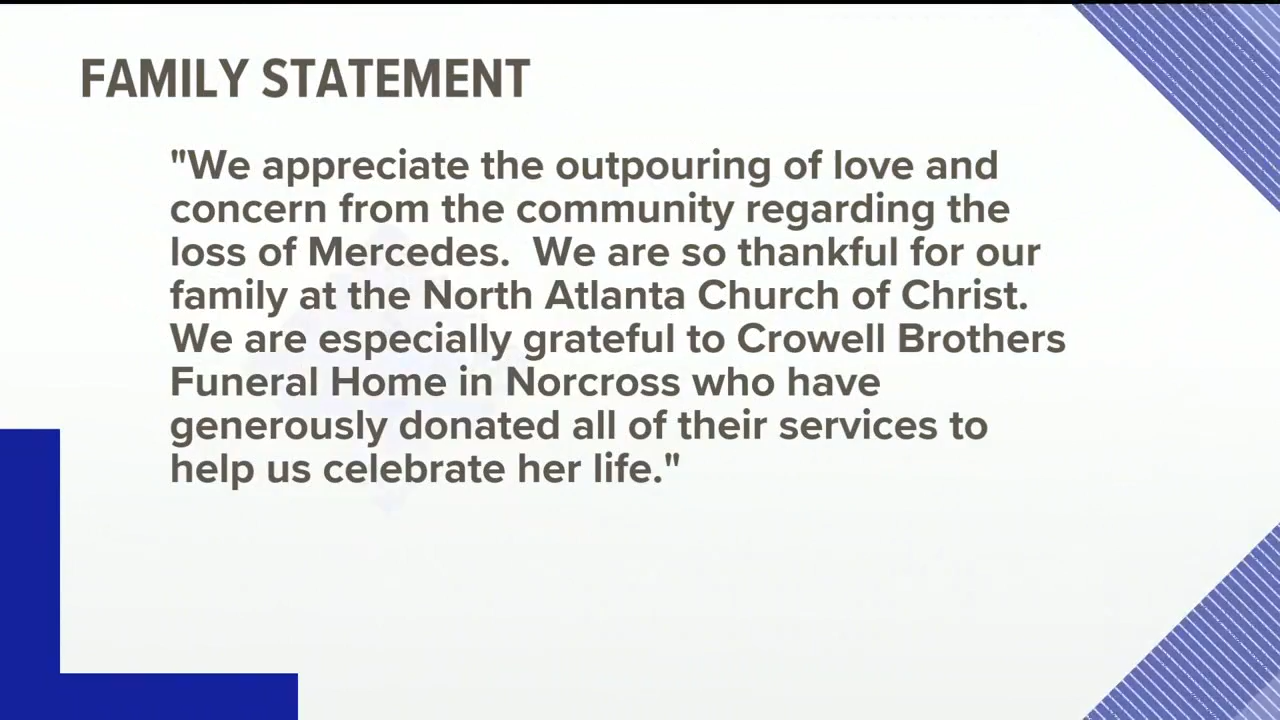 FAMILY STATEMENT
"We appreciate the outpouring of love and
concern from the community regarding the
loss of Mercedes.  We are so thankful for our
family at the North Atlanta Church of Christ.
We are especially grateful to Crowell Brothers
Funeral Home in Norcross who have
generously donated all of their services to
help us celebrate her life."